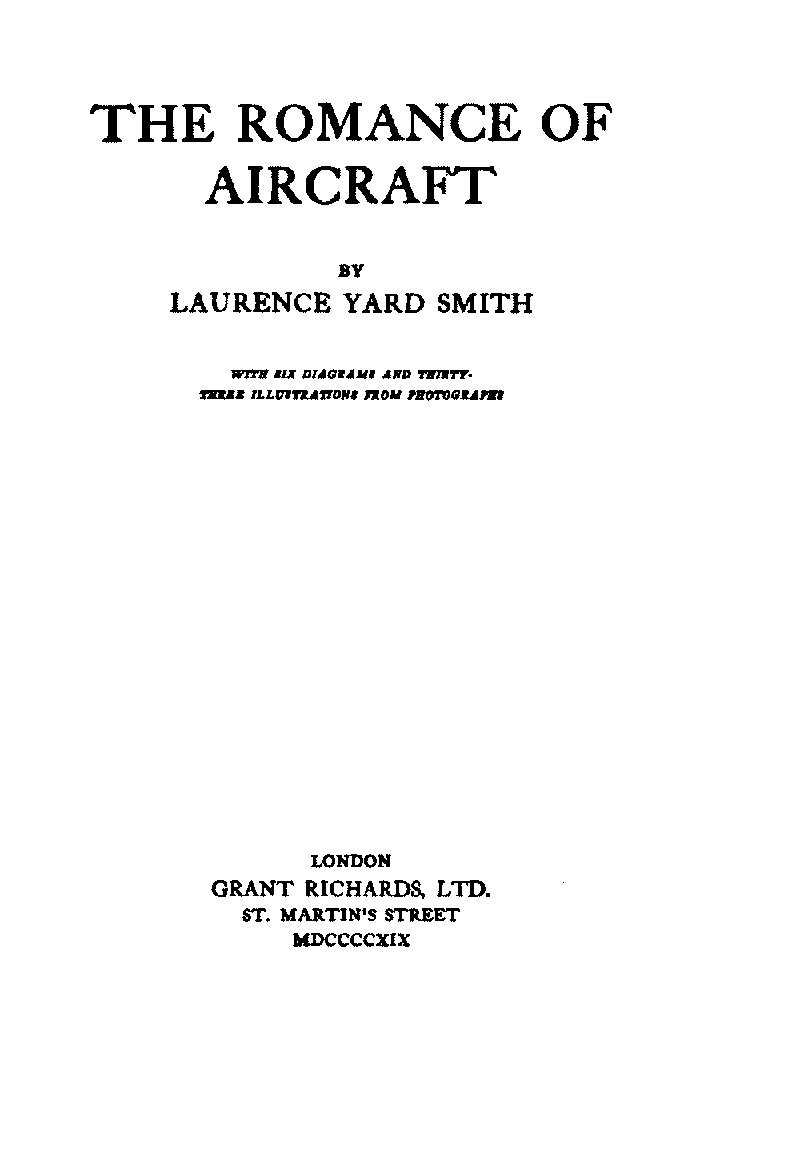 THE ROMANCE OF
AIRCRAFT
BY
LAURENCE YARD SMITH
WITH SIX DIAGRAMS AND THIRTY-
THREE ILLUSTRATIONS FROM PHOTOGRAPHS
LONDON
GRANT RICHARDS, LTD.
ST. MARTIN'S STREET
MDCCCCXIX